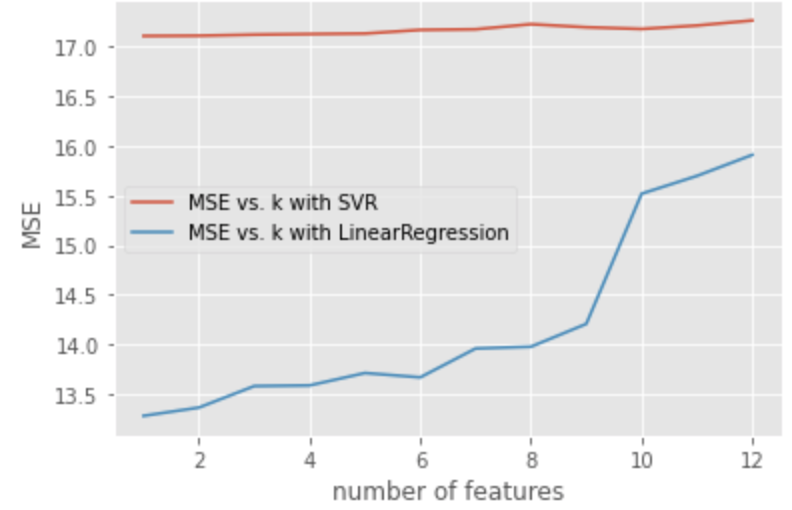 17.0
16.5
16.0
15.5
15.0
14.5
14.0
13.5
MSE
MSE vs. k with SVR
MSE vs. k with LinearRegression
2 4 6 8 10 12
number of features